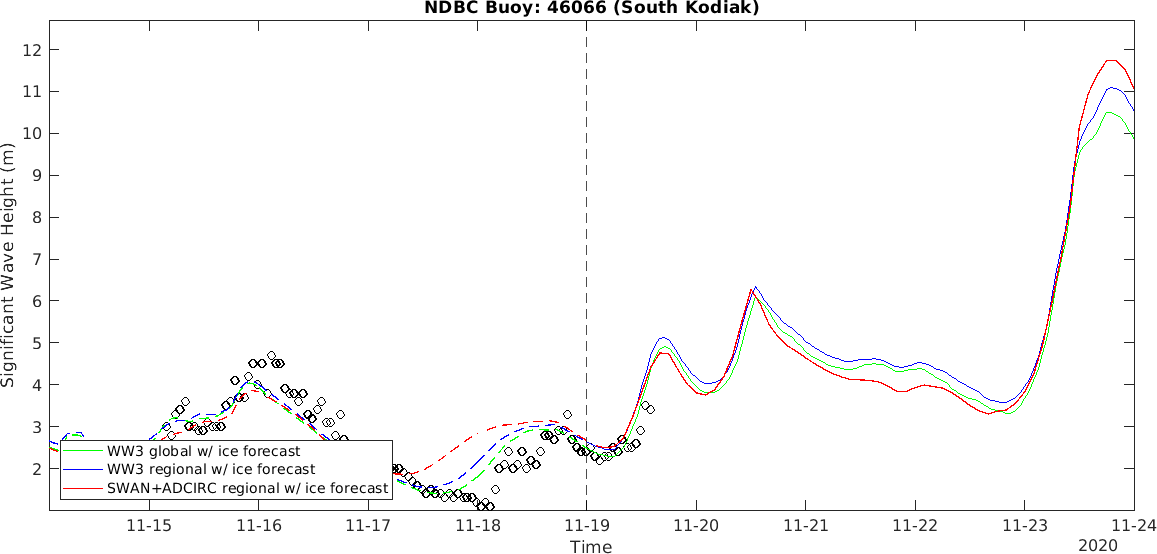 NDBC Buoy: 46066 (South Kodiak)
Significant Wave Height (m)
12
11
10
9
8
7
6
5
4
3
2
WW3 global w/ ice forecast
WW3 regional w/ ice forecast
SWAN+ADCIRC regional w/ ice forecast
11-15 11-16 11-17 11-18 11-19 11-20 11-21 11-22 11-23 11-24
Time
2020